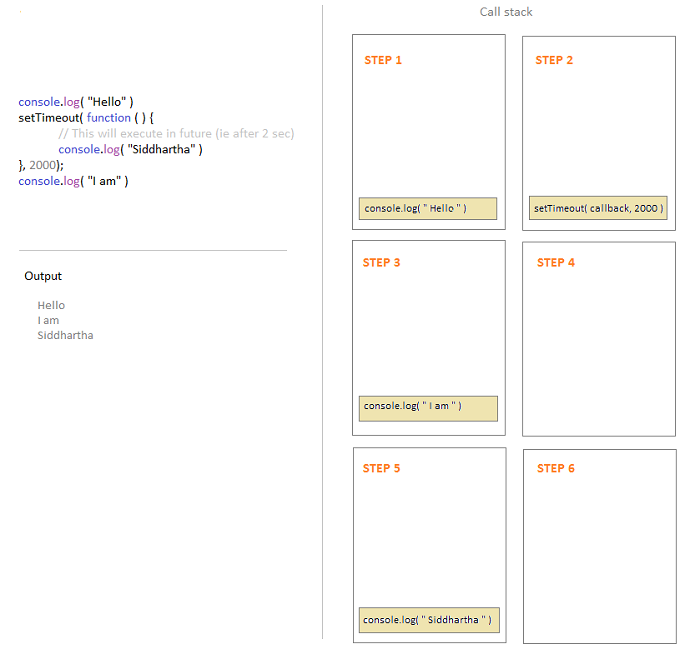 console.log( "Hello" )
setTimeout( function ( ) {
// This will execute in future (ie after 2 sec)
console.log( "Siddhartha" )
}, 2000);
console.log( "I am" )
Output
Hello
I am
Siddhartha
Call stack
STEP 1
console.log( " Hello " )
STEP 2
setTimeout( callback, 2000 )
STEP 3
console.log( " I am " )
STEP 4
STEP 5
console.log( " Siddhartha " )
STEP 6